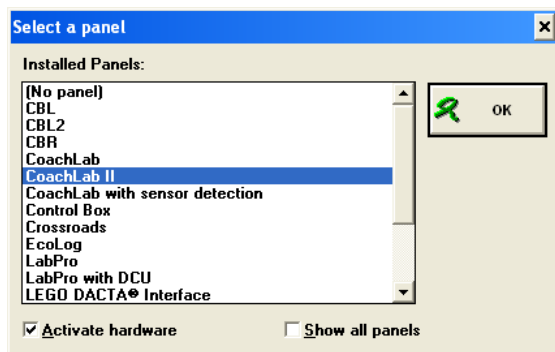 Select a panel
Installed Panels:
(No panel)
CBL
CBL2
CBR
CoachLab
CoachLab II
CoachLab with sensor detection
Control Box
Crossroads
EcoLog
LabPro
LabPro with DCU
LEGO DACTA® Interface
OK
Activate hardware
Show all panels